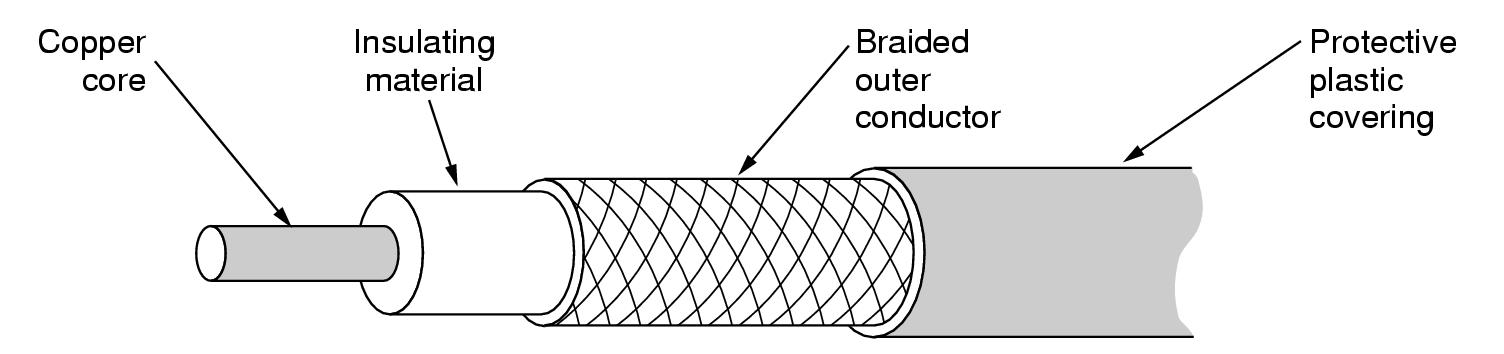 Copper
core
Insulating
material
Braided
outer
conductor
Protective
plastic
covering